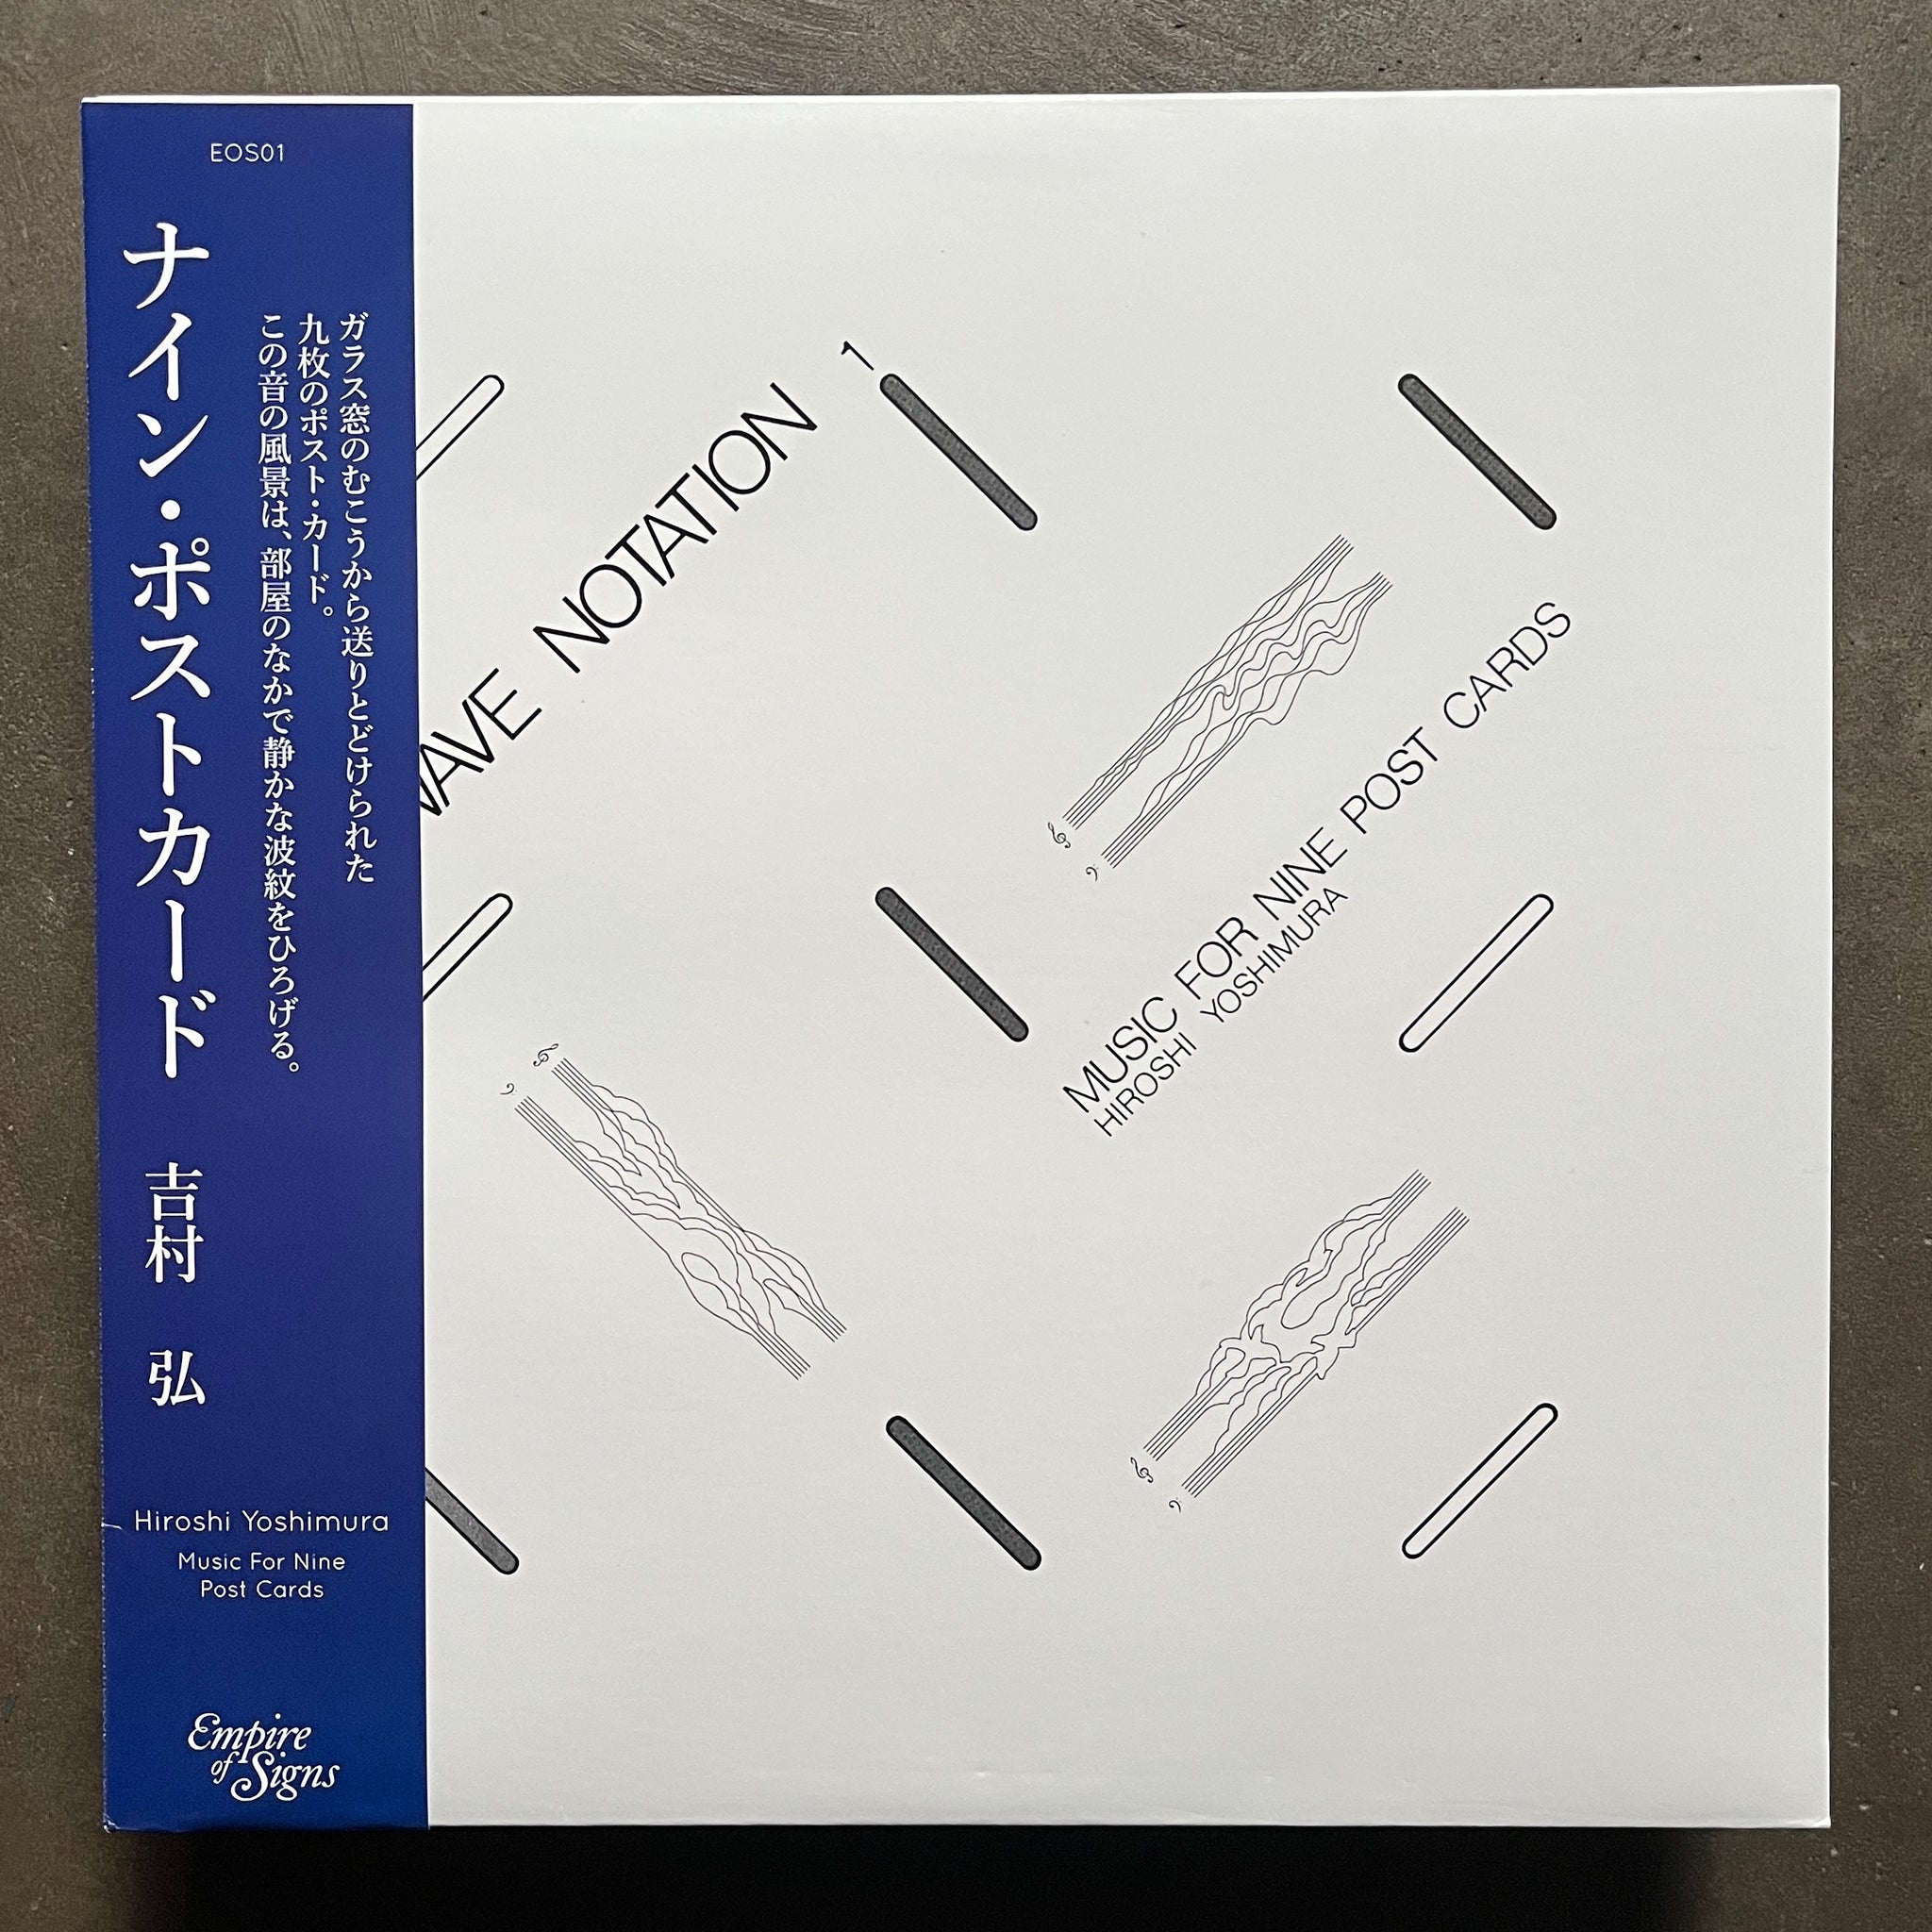 EOS01
ナイン・ポストカード
吉村 弘
ガラス窓のむこうから送りとどけられた
九枚のポスト・カード。
この音の風景は、部屋のなかで静かな波紋をひろげる。
Hiroshi Yoshimura
Music For Nine
Post Cards
Empire
of Signs
WAVE NOTATION 1
MUSIC FOR NINE POST CARDS
HIROSHI YOSHIMURA